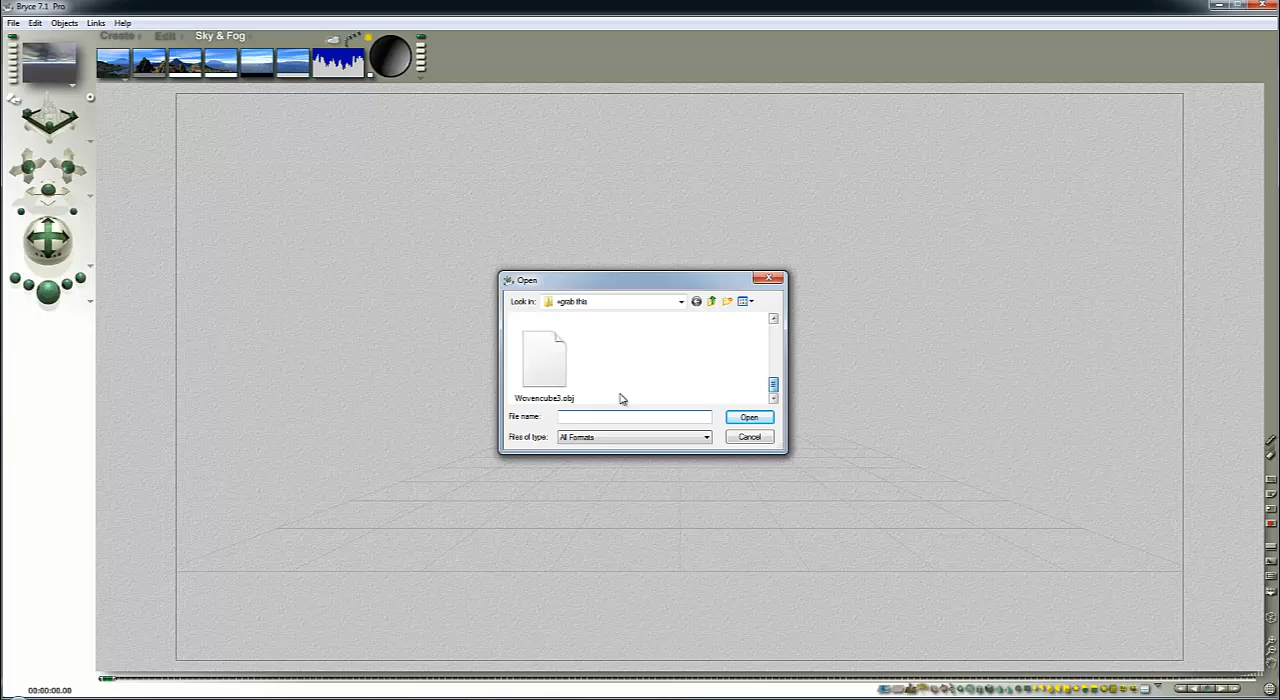 Bryce 7.1 Pro
File Edit Objects Links Help
Create Edit Sky & Fog
Open
Look in: +grab this
Wovencube3.obj
File name: Open
Files of type: All Formats Cancel
00:00:00.00